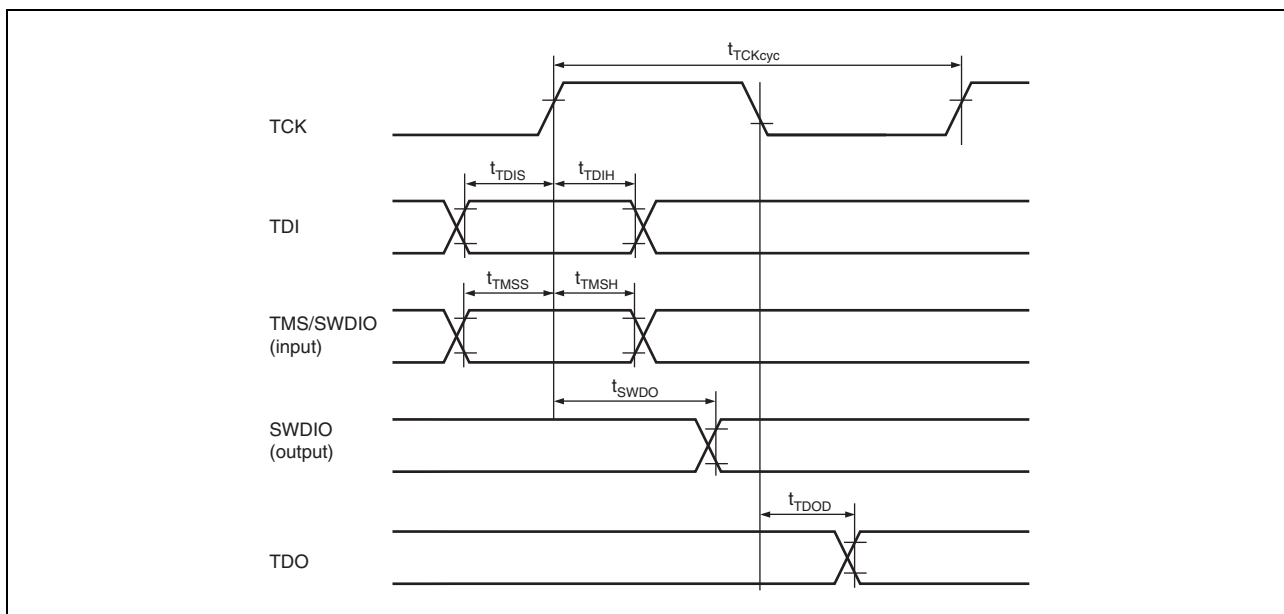 tTCKcyc
TCK
tTDIS
tTDIH
TDI
tTMSS
tTMSH
TMS/SWDIO
(input)
tSWDO
SWDIO
(output)
tTDOD
TDO